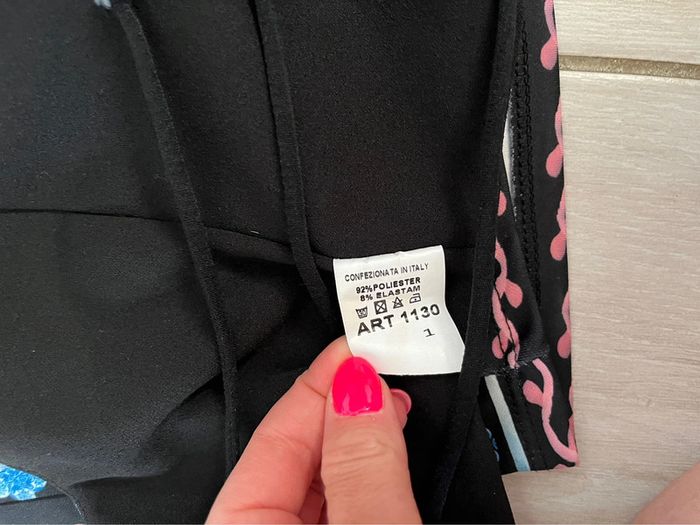 CONFEZIONATA IN ITALY
92% POLIESTER
8% ELASTAM
ART 1130
1